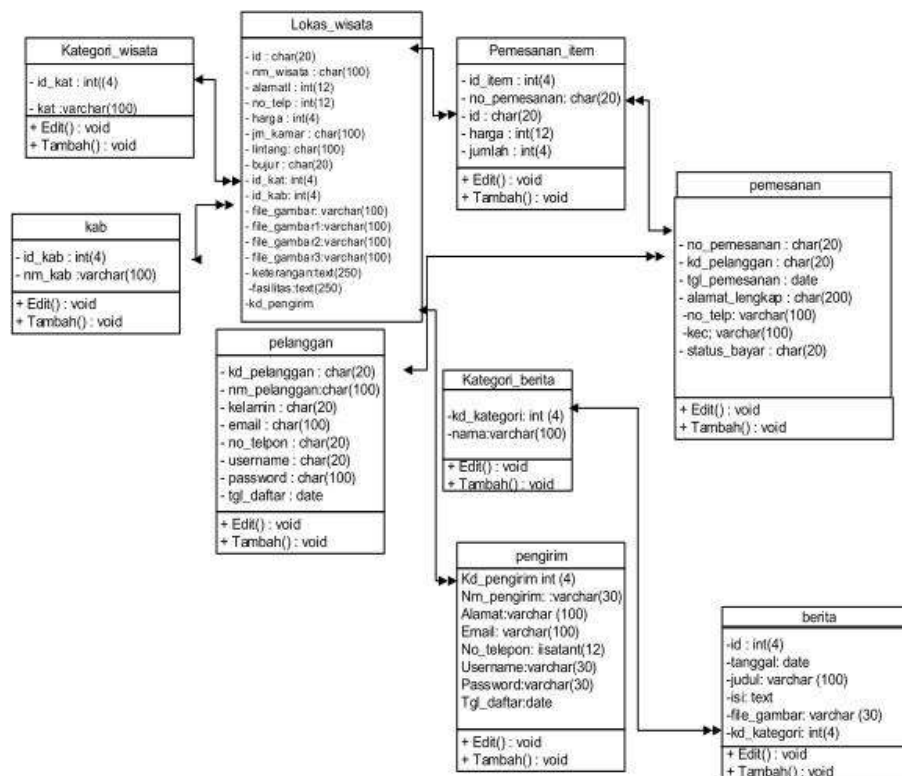 Kategori_wisata
- id_kat : int((4)
- kat :varchar(100)
+ Edit() : void
+ Tambah() : void
kab
- id_kab : int(4)
- nm_kab :varchar(100)
+ Edit() : void
+ Tambah() : void
Lokas_wisata
- id : char(20)
- nm_wisata : char(100)
- alamatl : int(12)
- no_telp : int(12)
- harga : int(4)
- jm_kamar : char(100)
- lintang: char(100)
- bujur : char(20)
- id_kat: int(4)
- id_kab: int(4)
- file_gambar: varchar(100)
- file_gambar1:varchar(100)
- file_gambar2:varchar(100)
- file_gambar3:varchar(100)
- keterangan:text(250)
-fasilitas:text(250)
-kd_pengirim
Pemesanan_item
- id_item : int(4)
- no_pemesanan: char(20)
- id : char(20)
- harga : int(12)
- jumlah : int(4)
+ Edit() : void
+ Tambah() : void
pemesanan
- no_pemesanan : char(20)
- kd_pelanggan : char(20)
- tgl_pemesanan : date
- alamat_lengkap : char(200)
-no_telp: varchar(100)
-kec; varchar(100)
- status_bayar : char(20)
+ Edit() : void
+ Tambah() : void
pelanggan
- kd_pelanggan : char(20)
- nm_pelanggan:char(100)
- kelamin : char(20)
- email : char(100)
- no_telpon : char(20)
- username : char(20)
- password : char(100)
- tgl_daftar : date
+ Edit() : void
+ Tambah() : void
Kategori_berita
-kd_kategori: int (4)
-nama:varchar(100)
+ Edit() : void
+ Tambah() : void
pengirim
Kd_pengirim int (4)
Nm_pengirim: :varchar(30)
Alamat:varchar (100)
Email: varchar(100)
No_telepon: iisatant(12)
Username:varchar(30)
Password:varchar(30)
Tgl_daftar:date
+ Edit() : void
+ Tambah() : void
berita
-id : int(4)
-tanggal: date
-judul: varchar (100)
-isi: text
-file_gambar: varchar (30)
-kd_kategori: int(4)
+ Edit() : void
+ Tambah() : void